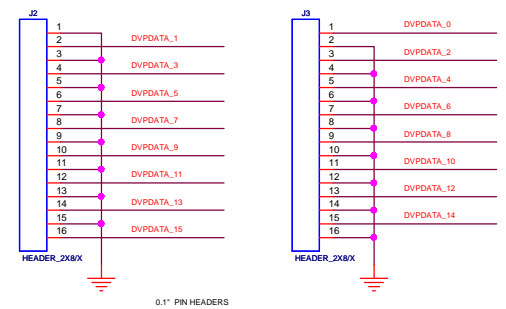 J2
1
2
DVPDATA_1
3
4
DVPDATA_3
5
6
DVPDATA_5
7
8
DVPDATA_7
9
10
DVPDATA_9
11
12
DVPDATA_11
13
14
DVPDATA_13
15
16
DVPDATA_15
HEADER_2X8/X
J3
1
DVPDATA_0
2
3
DVPDATA_2
4
5
DVPDATA_4
6
7
DVPDATA_6
8
9
DVPDATA_8
10
11
DVPDATA_10
12
13
DVPDATA_12
14
15
DVPDATA_14
16
HEADER_2X8/X
0.1" PIN HEADERS